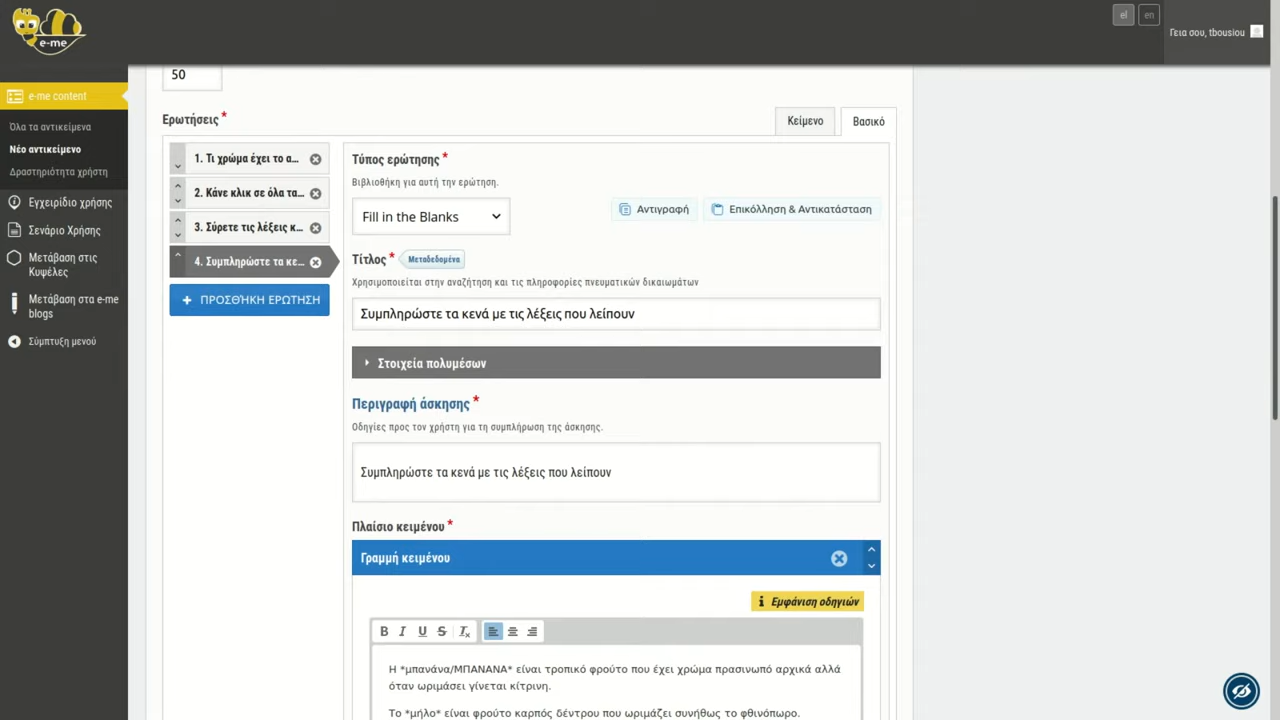 e-me
el
en
Γεια σου, tbousiou
e-me content
Όλα τα αντικείμενα
Νέο αντικείμενο
Δραστηριότητα χρήστη
Εγχειρίδιο χρήσης
Σενάριο Χρήσης
Μετάβαση στις
Κυψέλες
Μετάβαση στα e-me
blogs
Σύμπτυξη μενού
50
Ερωτήσεις*
Κείμενο
Βασικό
1. Τι χρώμα έχει το α...
2. Κάνε κλικ σε όλα τα...
3. Σύρετε τις λέξεις κ...
4. Συμπληρώστε τα κε...
+ ΠΡΟΣΘΉΚΗ ΕΡΏΤΗΣΗ
Τύπος ερώτησης*
Βιβλιοθήκη για αυτή την ερώτηση.
Fill in the Blanks
Αντιγραφή
Επικόλληση & Αντικατάσταση
Τίτλος*
Μεταδεδομένα
Χρησιμοποιείται στην αναζήτηση και τις πληροφορίες πνευματικών δικαιωμάτων
Συμπληρώστε τα κενά με τις λέξεις που λείπουν
Στοιχεία πολυμέσων
Περιγραφή άσκησης*
Οδηγίες προς τον χρήστη για τη συμπλήρωση της άσκησης.
Συμπληρώστε τα κενά με τις λέξεις που λείπουν
Πλαίσιο κειμένου*
Γραμμή κειμένου
i Εμφάνιση οδηγιών
B I U S Tx
Η *μπανάνα/ΜΠΑΝΑΝΑ* είναι τροπικό φρούτο που έχει χρώμα πρασινωπό αρχικά αλλά
όταν ωριμάσει γίνεται κίτρινη.
Το *μήλο* είναι φρούτο καρπός δέντρου που ωριμάζει συνήθως το φθινόπωρο.